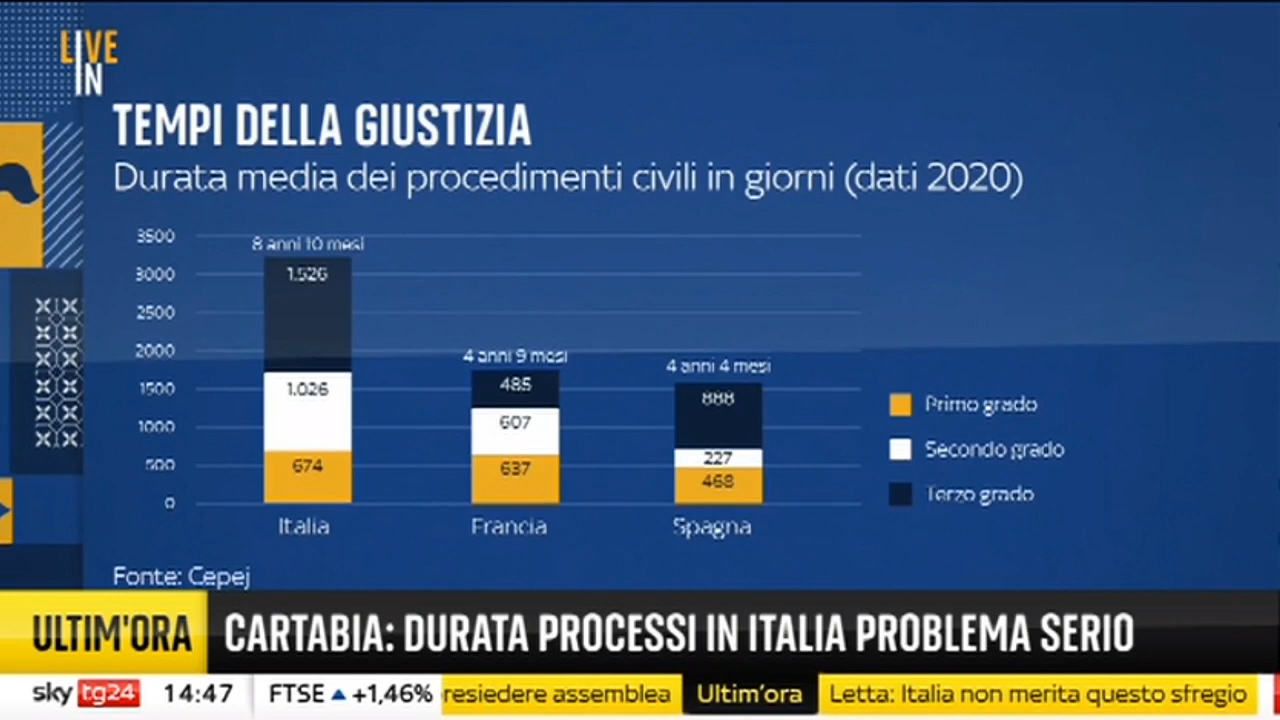 LIVE
IN
TEMPI DELLA GIUSTIZIA
Durata media dei procedimenti civili in giorni (dati 2020)
3500
3000
2500
2000
1500
1000
500
0
8 anni 10 mesi
1.526
1.026
674
Italia
4 anni 9 mesi
485
607
637
Francia
4 anni 4 mesi
888
227
468
Spagna
Primo grado
Secondo grado
Terzo grado
Fonte: Cepej
ULTIM'ORA CARTABIA: DURATA PROCESSI IN ITALIA PROBLEMA SERIO
sky tg24 14:47 FTSE +1,46% resiedere assemblea Ultim'ora Letta: Italia non merita questo sfregio